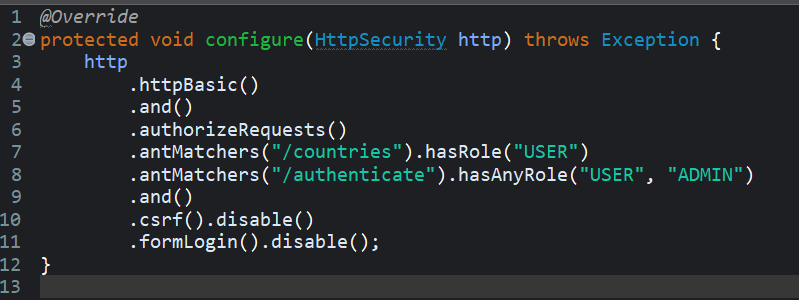 1 @Override
2 protected void configure(HttpSecurity http) throws Exception {
3     http
4         .httpBasic()
5         .and()
6         .authorizeRequests()
7         .antMatchers("/countries").hasRole("USER")
8         .antMatchers("/authenticate").hasAnyRole("USER", "ADMIN")
9         .and()
10         .csrf().disable()
11         .formLogin().disable();
12 }
13